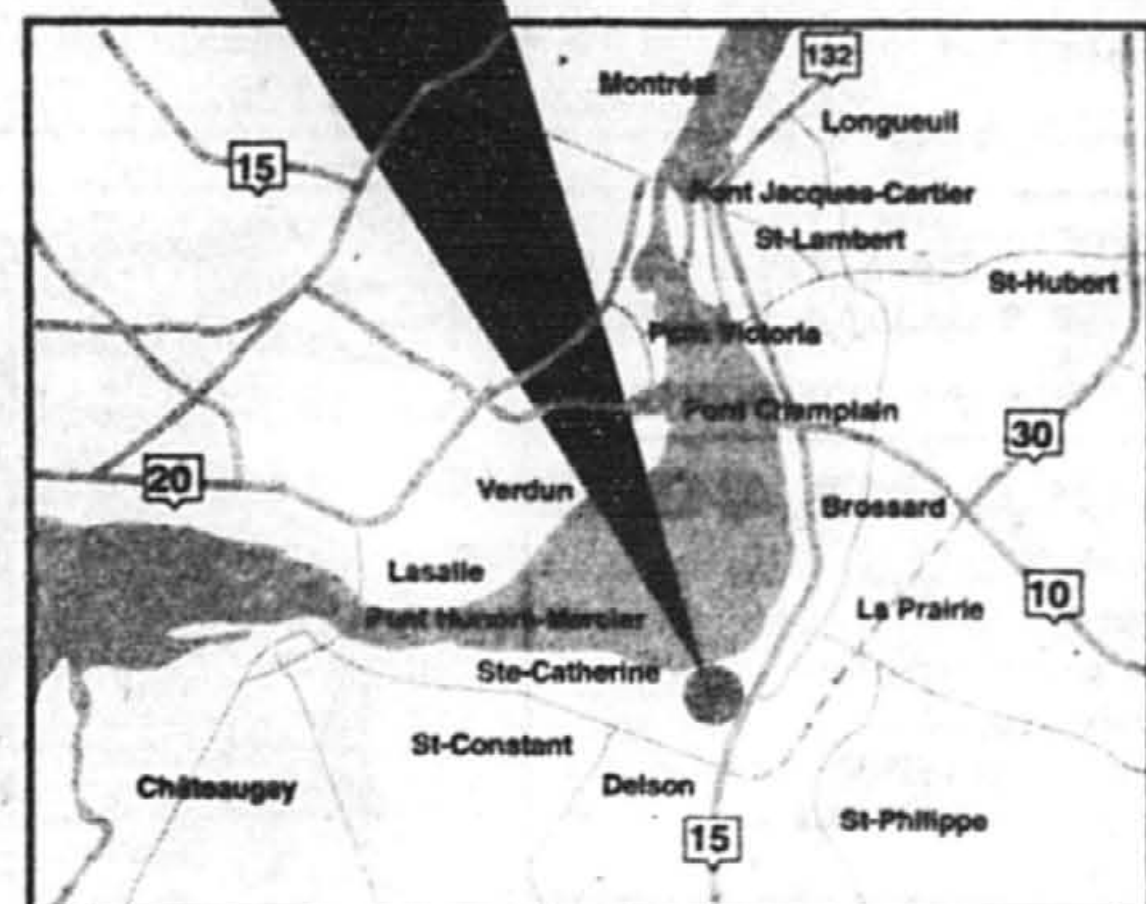 132
Montréal
Longueuil
15
Pont Jacques-Cartier
St-Lambert
St-Hubert
Pont Victoria
Pont Champlain
30
20
Verdun
Brossard
Lasalle
10
La Prairie
Pont Honoré-Mercier
Ste-Catherine
St-Constant
Châteaugay
Delson
St-Philippe
15